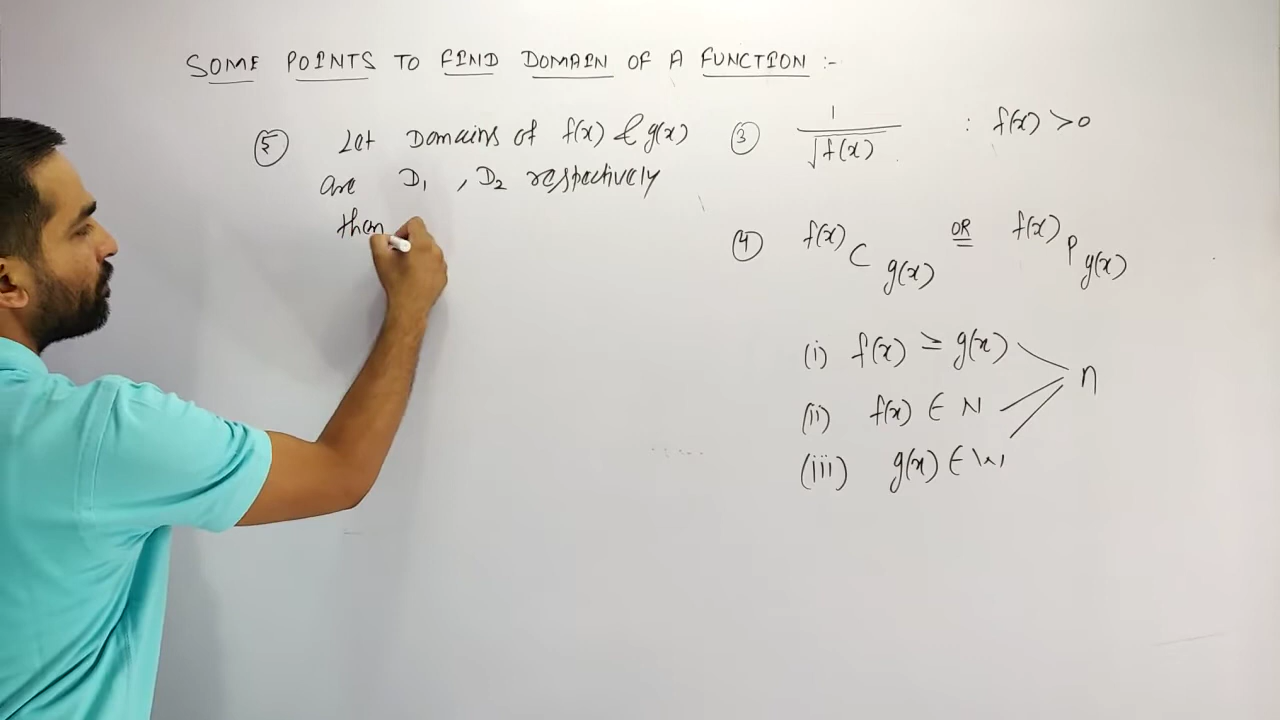 SOME POINTS TO FIND DOMAIN OF A FUNCTION :-
⑤ Let Domains of f(x) & g(x)
are D₁ , D₂ respectively
then
③ 1/√f(x) : f(x) > 0
④ f(x) C g(x) OR f(x) P g(x)
(i) f(x) ≥ g(x)
(ii) f(x) ∈ N
(iii) g(x) ∈ W
∩